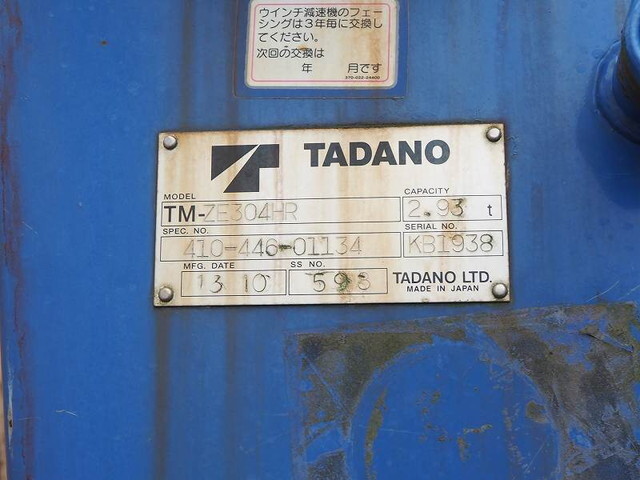 ウインチ減速機のフェー
シングは3年毎に交換し
てください。
次回の交換は
年 月です
TADANO
MODEL
TM-ZE304HR
CAPACITY
2.93 t
SPEC. NO.
410-446-01134
SERIAL NO.
KB1938
MFG. DATE
13 10
SS NO.
TADANO LTD.
MADE IN JAPAN